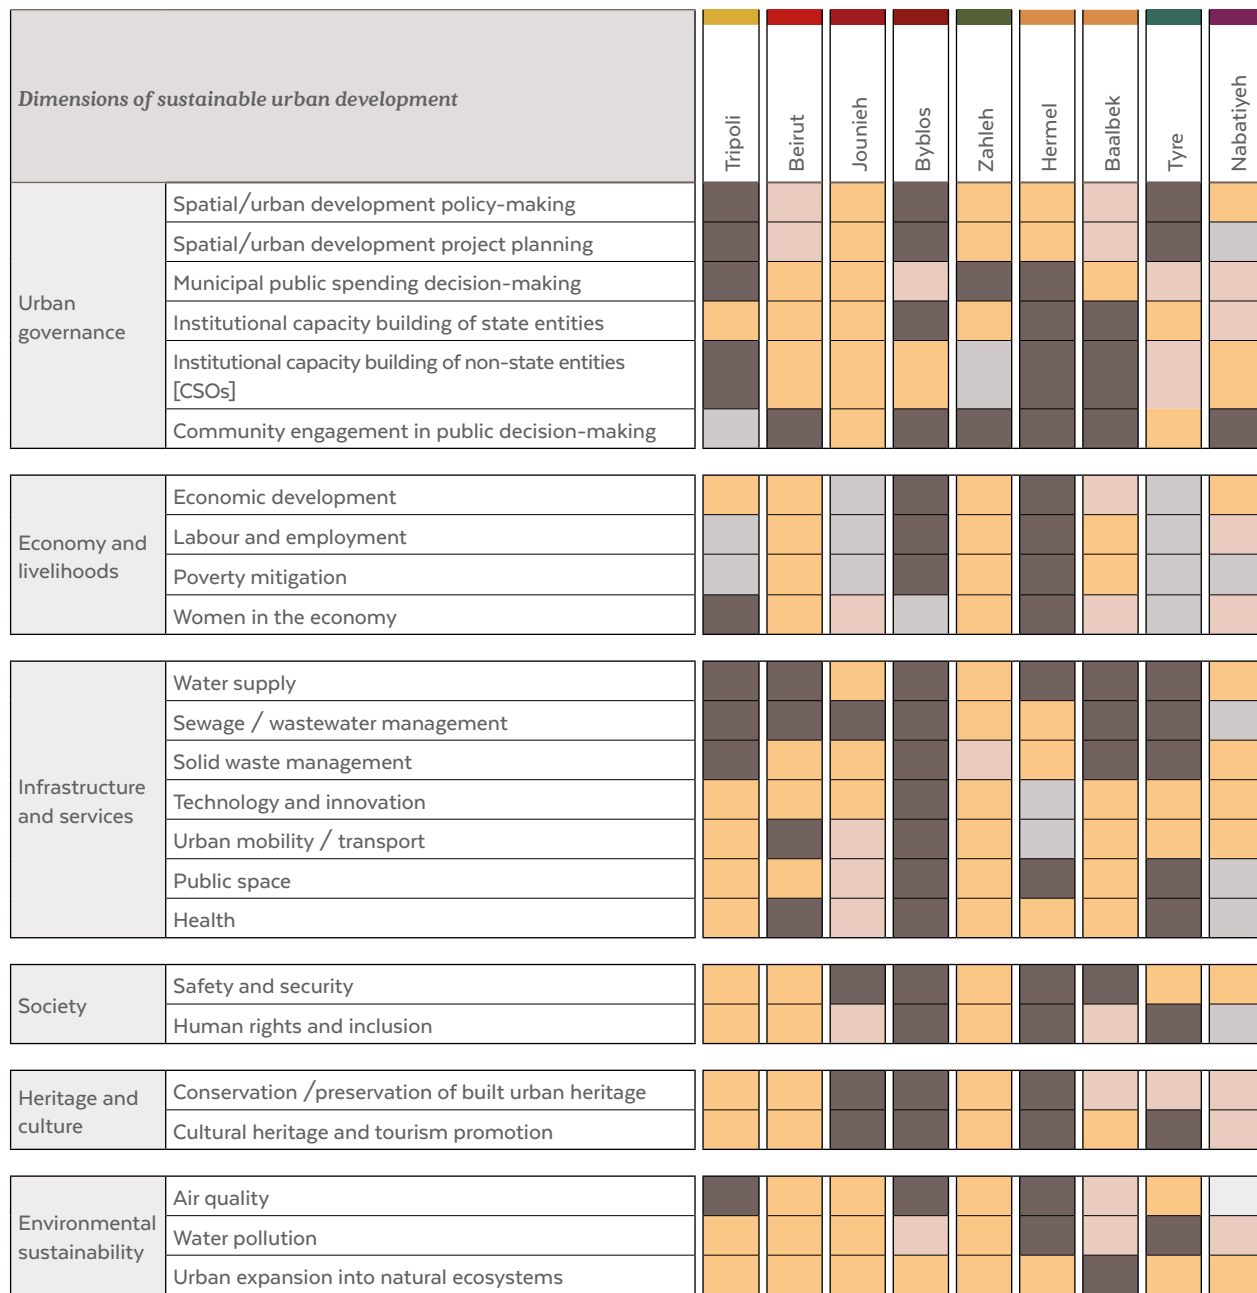 Dimensions of sustainable urban development
Tripoli
Beirut
Jounieh
Byblos
Zahleh
Hermel
Baalbek
Tyre
Nabatiyeh
Urban
governance
Spatial/urban development policy-making
Spatial/urban development project planning
Municipal public spending decision-making
Institutional capacity building of state entities
Institutional capacity building of non-state entities
[CSOs]
Community engagement in public decision-making
Economy and
livelihoods
Economic development
Labour and employment
Poverty mitigation
Women in the economy
Infrastructure
and services
Water supply
Sewage / wastewater management
Solid waste management
Technology and innovation
Urban mobility / transport
Public space
Health
Society
Safety and security
Human rights and inclusion
Heritage and
culture
Conservation /preservation of built urban heritage
Cultural heritage and tourism promotion
Environmental
sustainability
Air quality
Water pollution
Urban expansion into natural ecosystems